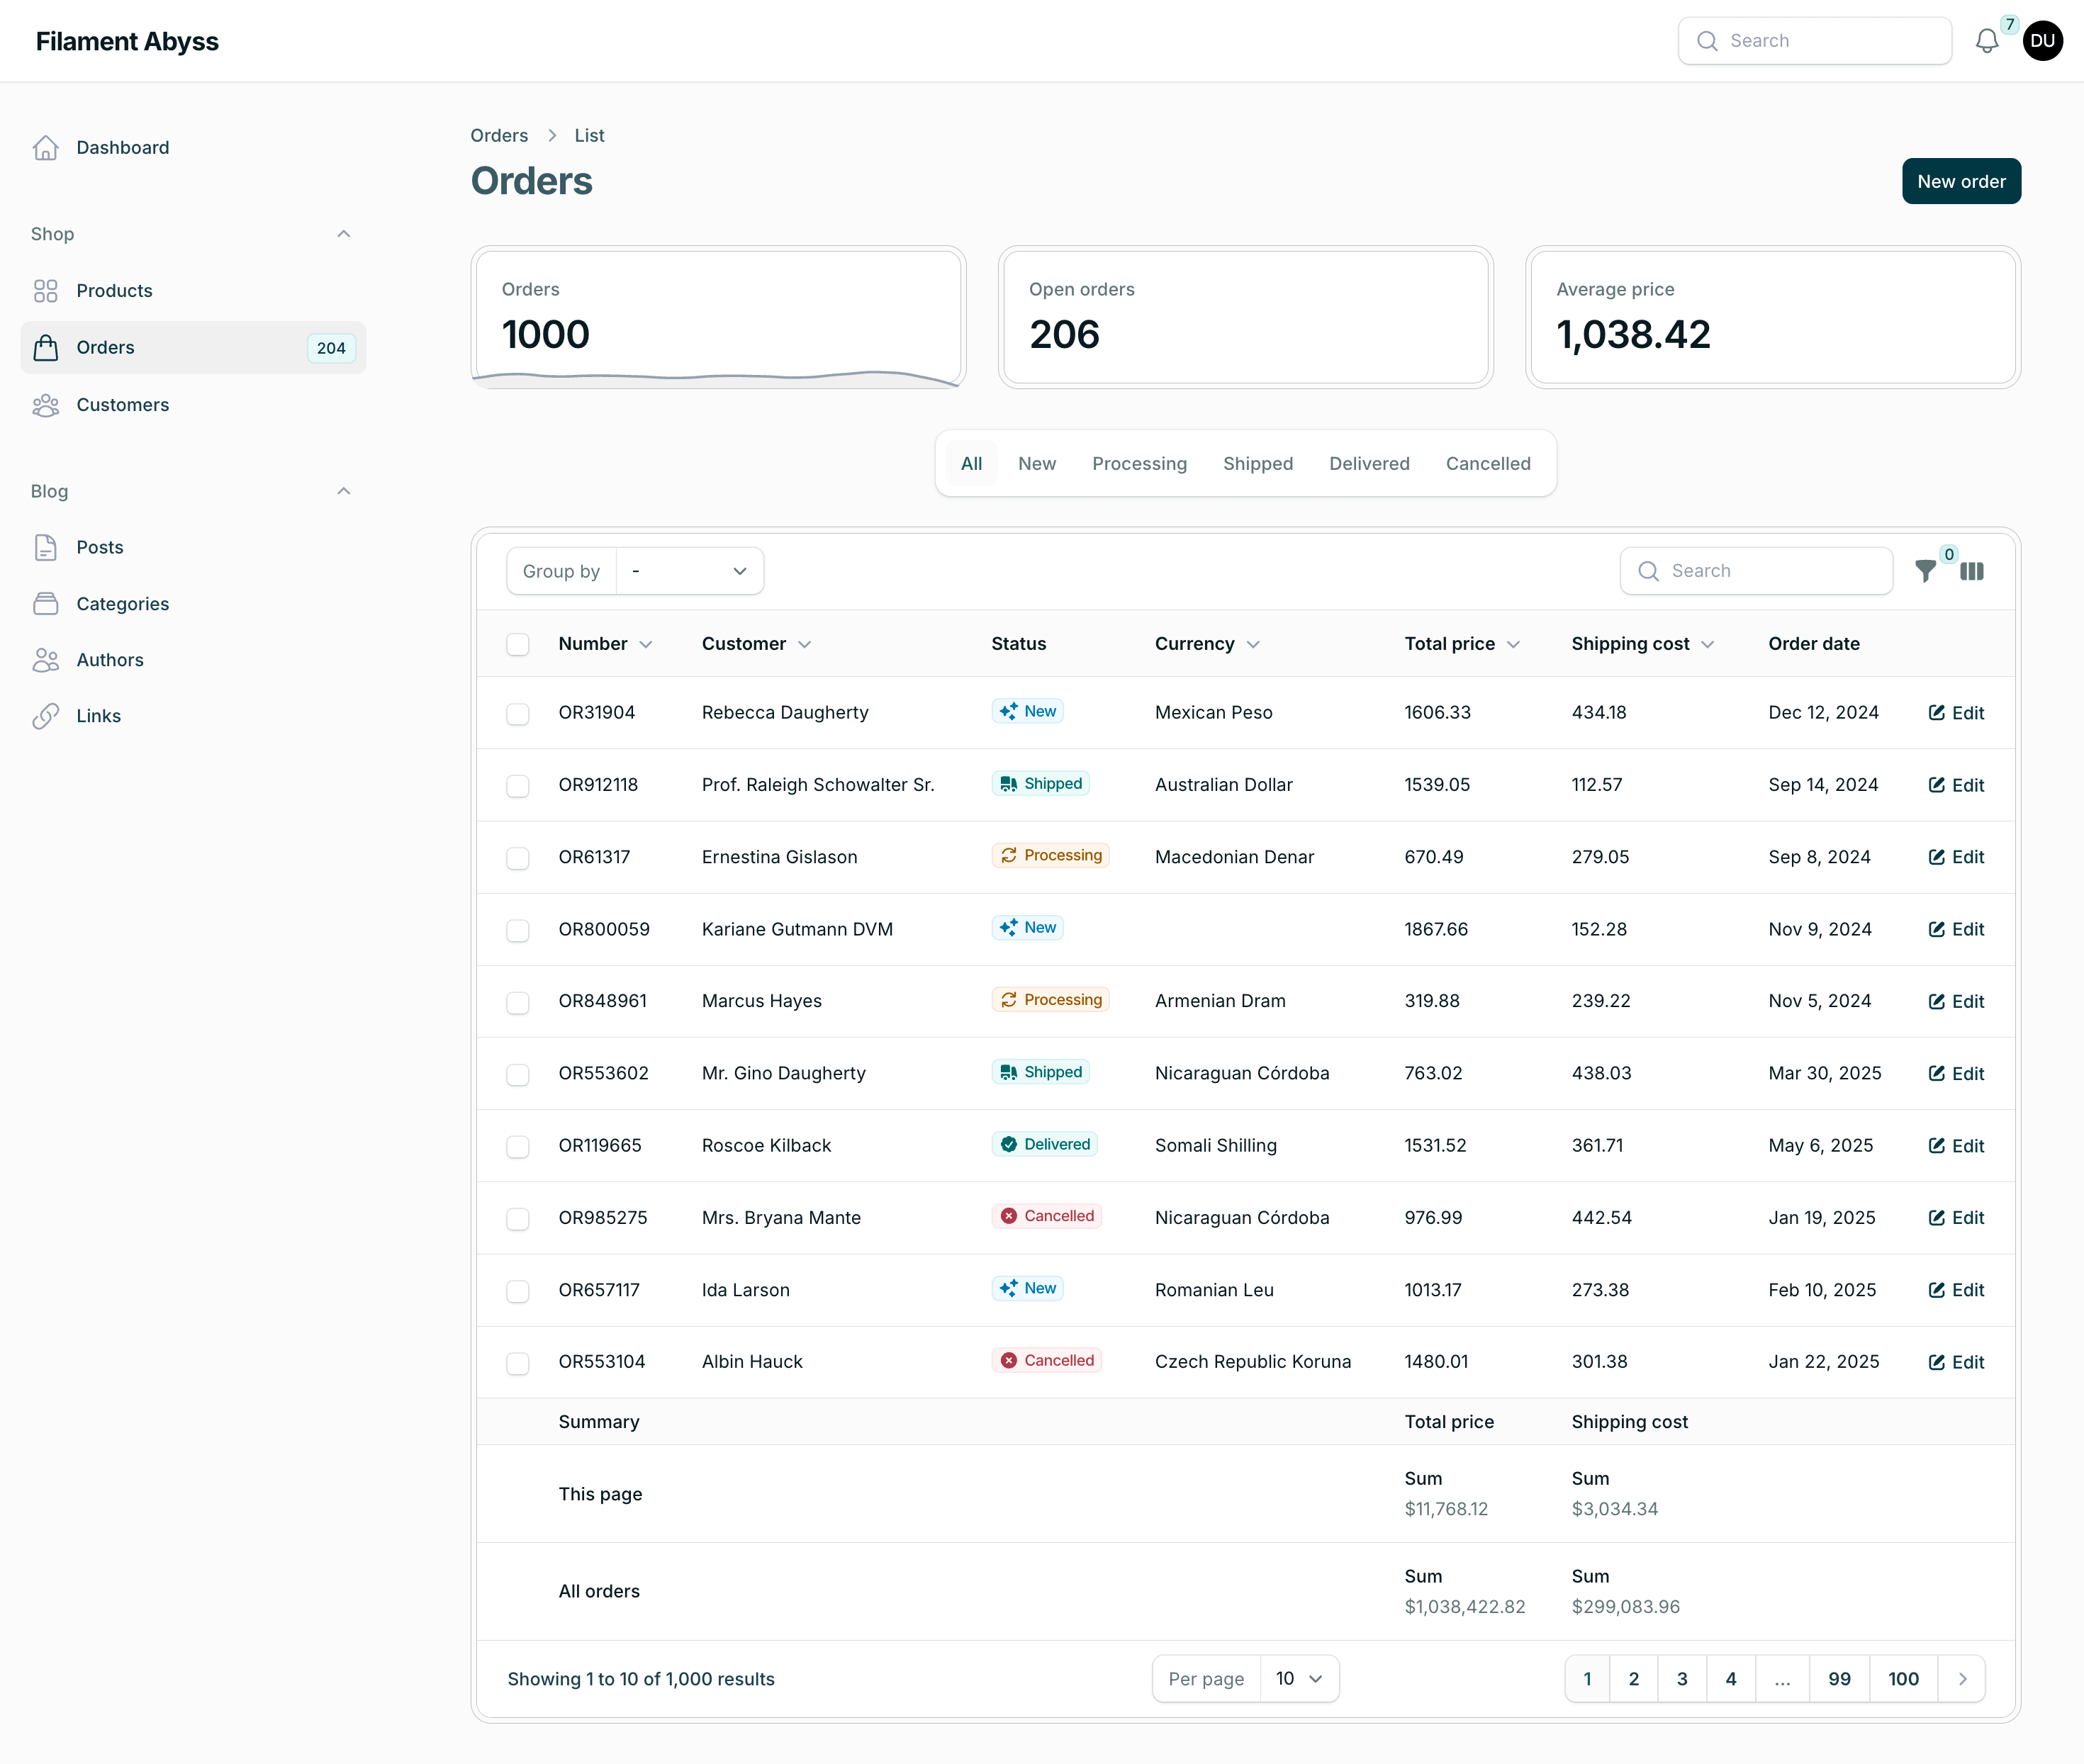 Filament Abyss
Search
7
DU
Dashboard
Shop
Products
Orders 204
Customers
Blog
Posts
Categories
Authors
Links
Orders > List
Orders
New order
Orders
1000
Open orders
206
Average price
1,038.42
All New Processing Shipped Delivered Cancelled
Group by -
Search
0
Number Customer Status Currency Total price Shipping cost Order date
OR31904 Rebecca Daugherty New Mexican Peso 1606.33 434.18 Dec 12, 2024 Edit
OR912118 Prof. Raleigh Schowalter Sr. Shipped Australian Dollar 1539.05 112.57 Sep 14, 2024 Edit
OR61317 Ernestina Gislason Processing Macedonian Denar 670.49 279.05 Sep 8, 2024 Edit
OR800059 Kariane Gutmann DVM New 1867.66 152.28 Nov 9, 2024 Edit
OR848961 Marcus Hayes Processing Armenian Dram 319.88 239.22 Nov 5, 2024 Edit
OR553602 Mr. Gino Daugherty Shipped Nicaraguan Córdoba 763.02 438.03 Mar 30, 2025 Edit
OR119665 Roscoe Kilback Delivered Somali Shilling 1531.52 361.71 May 6, 2025 Edit
OR985275 Mrs. Bryana Mante Cancelled Nicaraguan Córdoba 976.99 442.54 Jan 19, 2025 Edit
OR657117 Ida Larson New Romanian Leu 1013.17 273.38 Feb 10, 2025 Edit
OR553104 Albin Hauck Cancelled Czech Republic Koruna 1480.01 301.38 Jan 22, 2025 Edit
Summary Total price Shipping cost
This page
Sum Sum
$11,768.12 $3,034.34
All orders
Sum Sum
$1,038,422.82 $299,083.96
Showing 1 to 10 of 1,000 results
Per page 10
1 2 3 4 ... 99 100